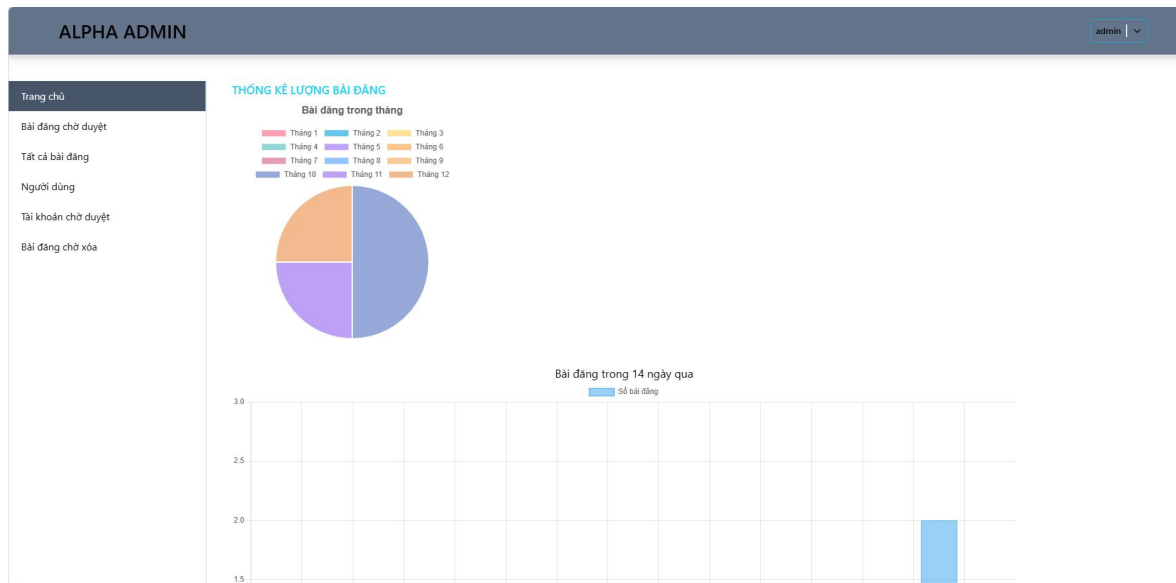 ALPHA ADMIN
admin
Trang chủ
Bài đăng chờ duyệt
Tất cả bài đăng
Người dùng
Tài khoản chờ duyệt
Bài đăng chờ xóa
THỐNG KÊ LƯỢNG BÀI ĐĂNG
Bài đăng trong tháng
Tháng 1 Tháng 2 Tháng 3
Tháng 4 Tháng 5 Tháng 6
Tháng 7 Tháng 8 Tháng 9
Tháng 10 Tháng 11 Tháng 12
Bài đăng trong 14 ngày qua
Số bài đăng
3.0
2.5
2.0
1.5